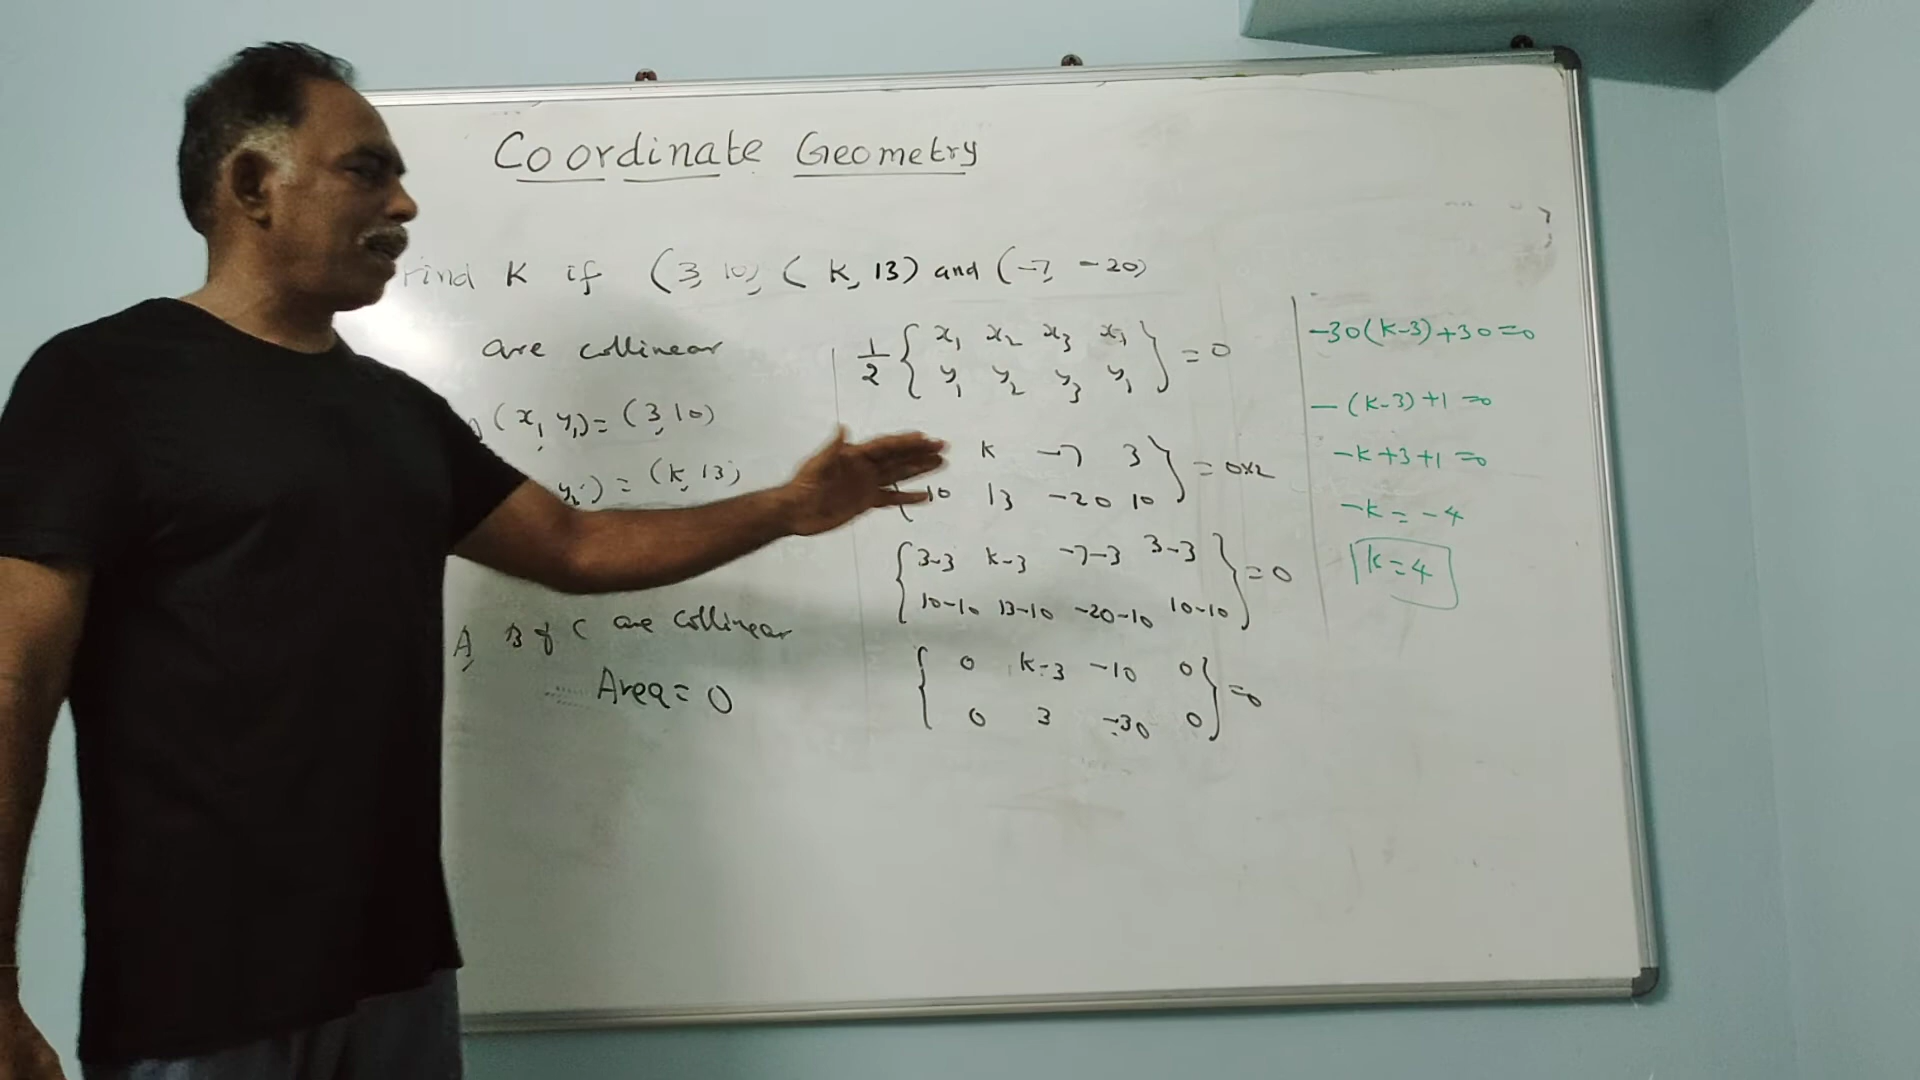 Coordinate Geometry
Find K if (3, 10), (K, 13) and (-7, -20)
are collinear
(x₁, y₁) = (3, 10)
y₂) = (k, 13)
A, B & C are collinear
Area = 0
1/2 { x₁ x₂ x₃ x₁ } = 0
y₁ y₂ y₃ y₁
k -7 3 } = 0x2
10 13 -20 10
{ 3-3 k-3 -7-3 3-3 } = 0
10-10 13-10 -20-10 10-10
{ 0 k-3 -10 0 } = 0
0 3 -30 0
-30(k-3)+30=0
-(k-3)+1=0
-k+3+1=0
-k=-4
k=4